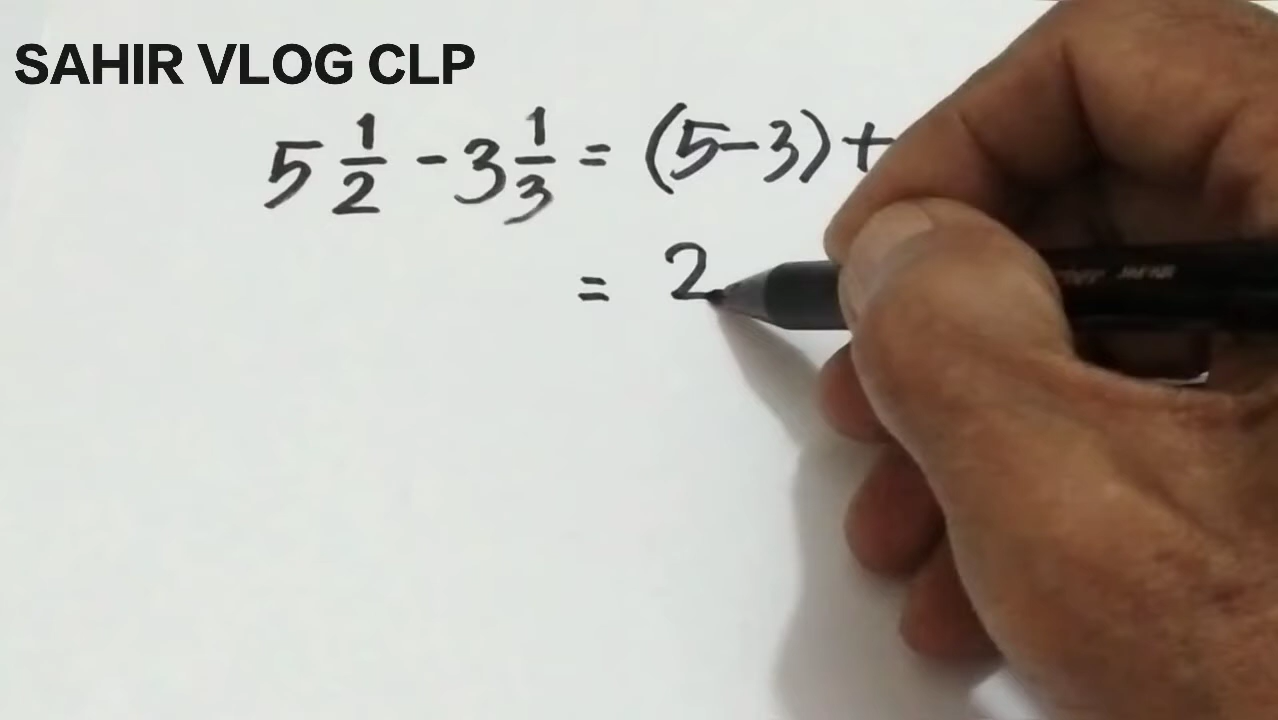 SAHIR VLOG CLP
5 1/2 - 3 1/3 = (5-3) +
= 2